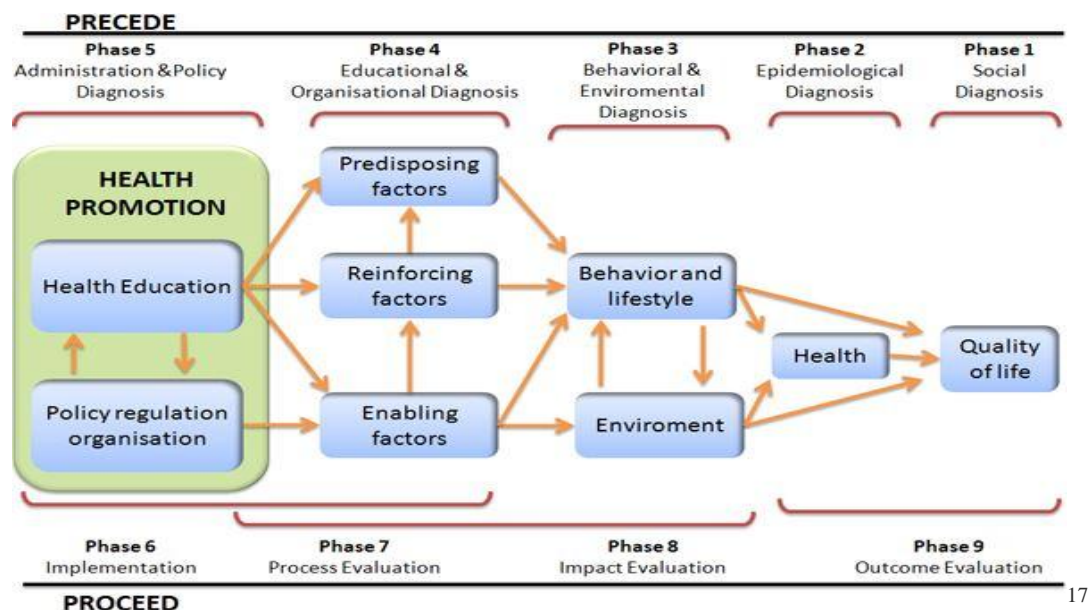 PRECEDE
Phase 5
Administration &Policy
Diagnosis
Phase 4
Educational &
Organisational Diagnosis
Phase 3
Behavioral &
Enviromental
Diagnosis
Phase 2
Epidemiological
Diagnosis
Phase 1
Social
Diagnosis
HEALTH
PROMOTION
Health Education
Policy regulation
organisation
Predisposing
factors
Reinforcing
factors
Enabling
factors
Behavior and
lifestyle
Enviroment
Health
Quality
of life
Phase 6
Implementation
Phase 7
Process Evaluation
Phase 8
Impact Evaluation
Phase 9
Outcome Evaluation
PROCEED
17